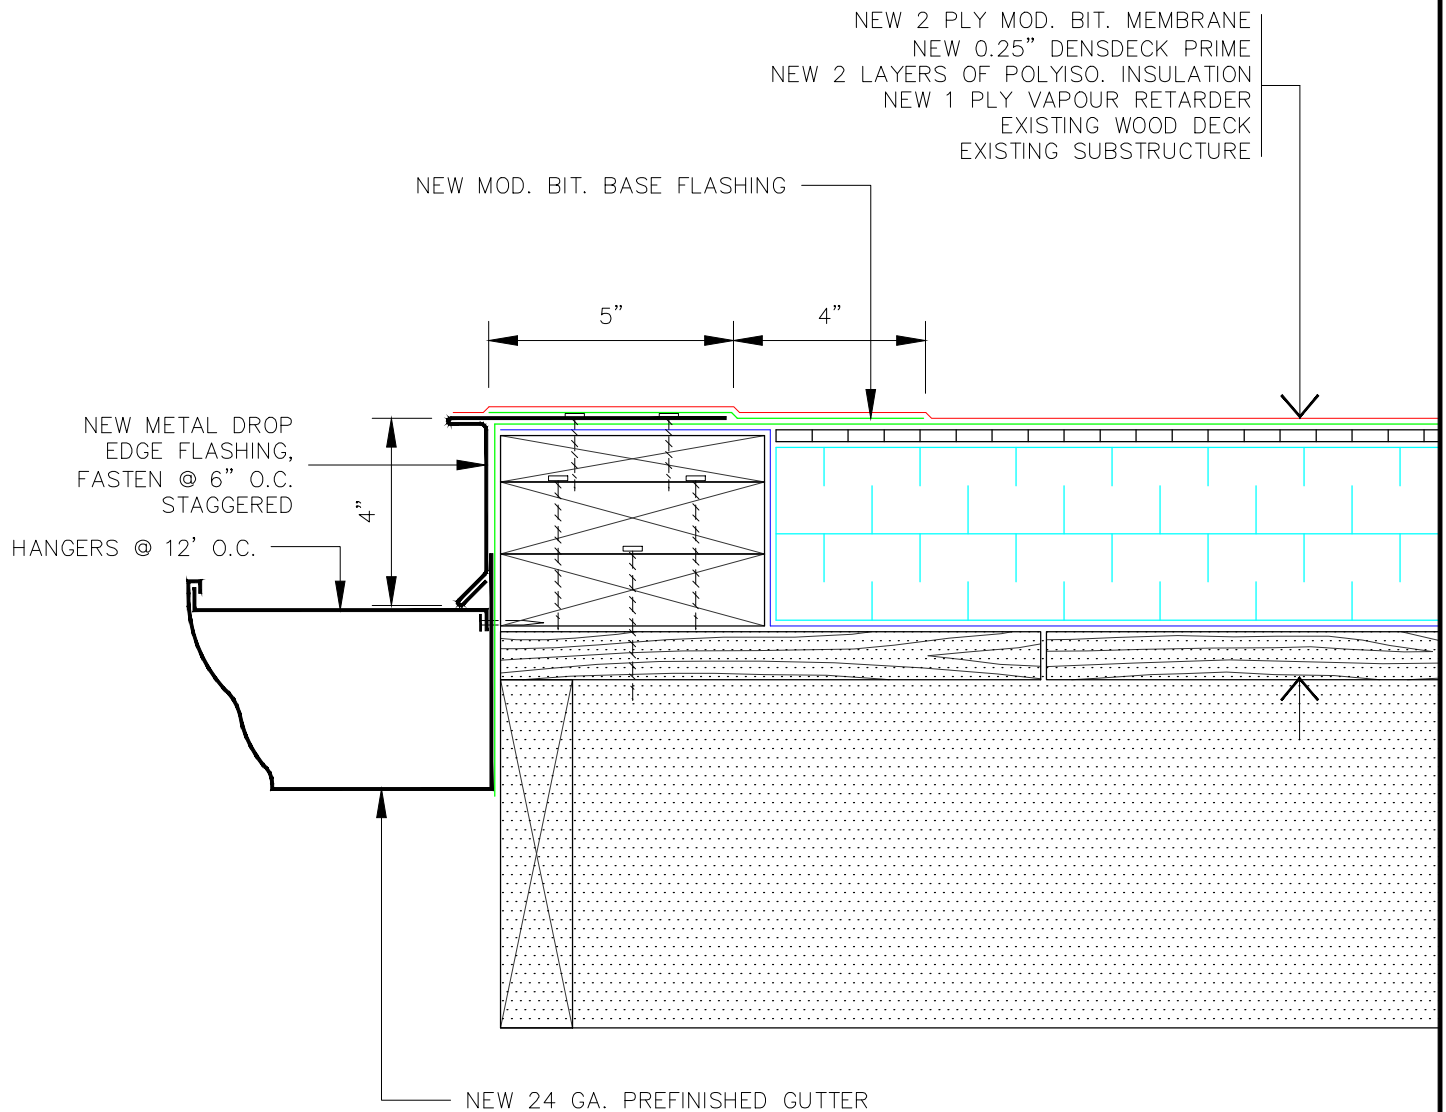 NEW 2 PLY MOD. BIT. MEMBRANE
NEW 0.25” DENSDECK PRIME
NEW 2 LAYERS OF POLYISO. INSULATION
NEW 1 PLY VAPOUR RETARDER
EXISTING WOOD DECK
EXISTING SUBSTRUCTURE
NEW MOD. BIT. BASE FLASHING
5”
4”
NEW METAL DROP
EDGE FLASHING,
FASTEN @ 6” O.C.
STAGGERED
4”
HANGERS @ 12’ O.C.
NEW 24 GA. PREFINISHED GUTTER